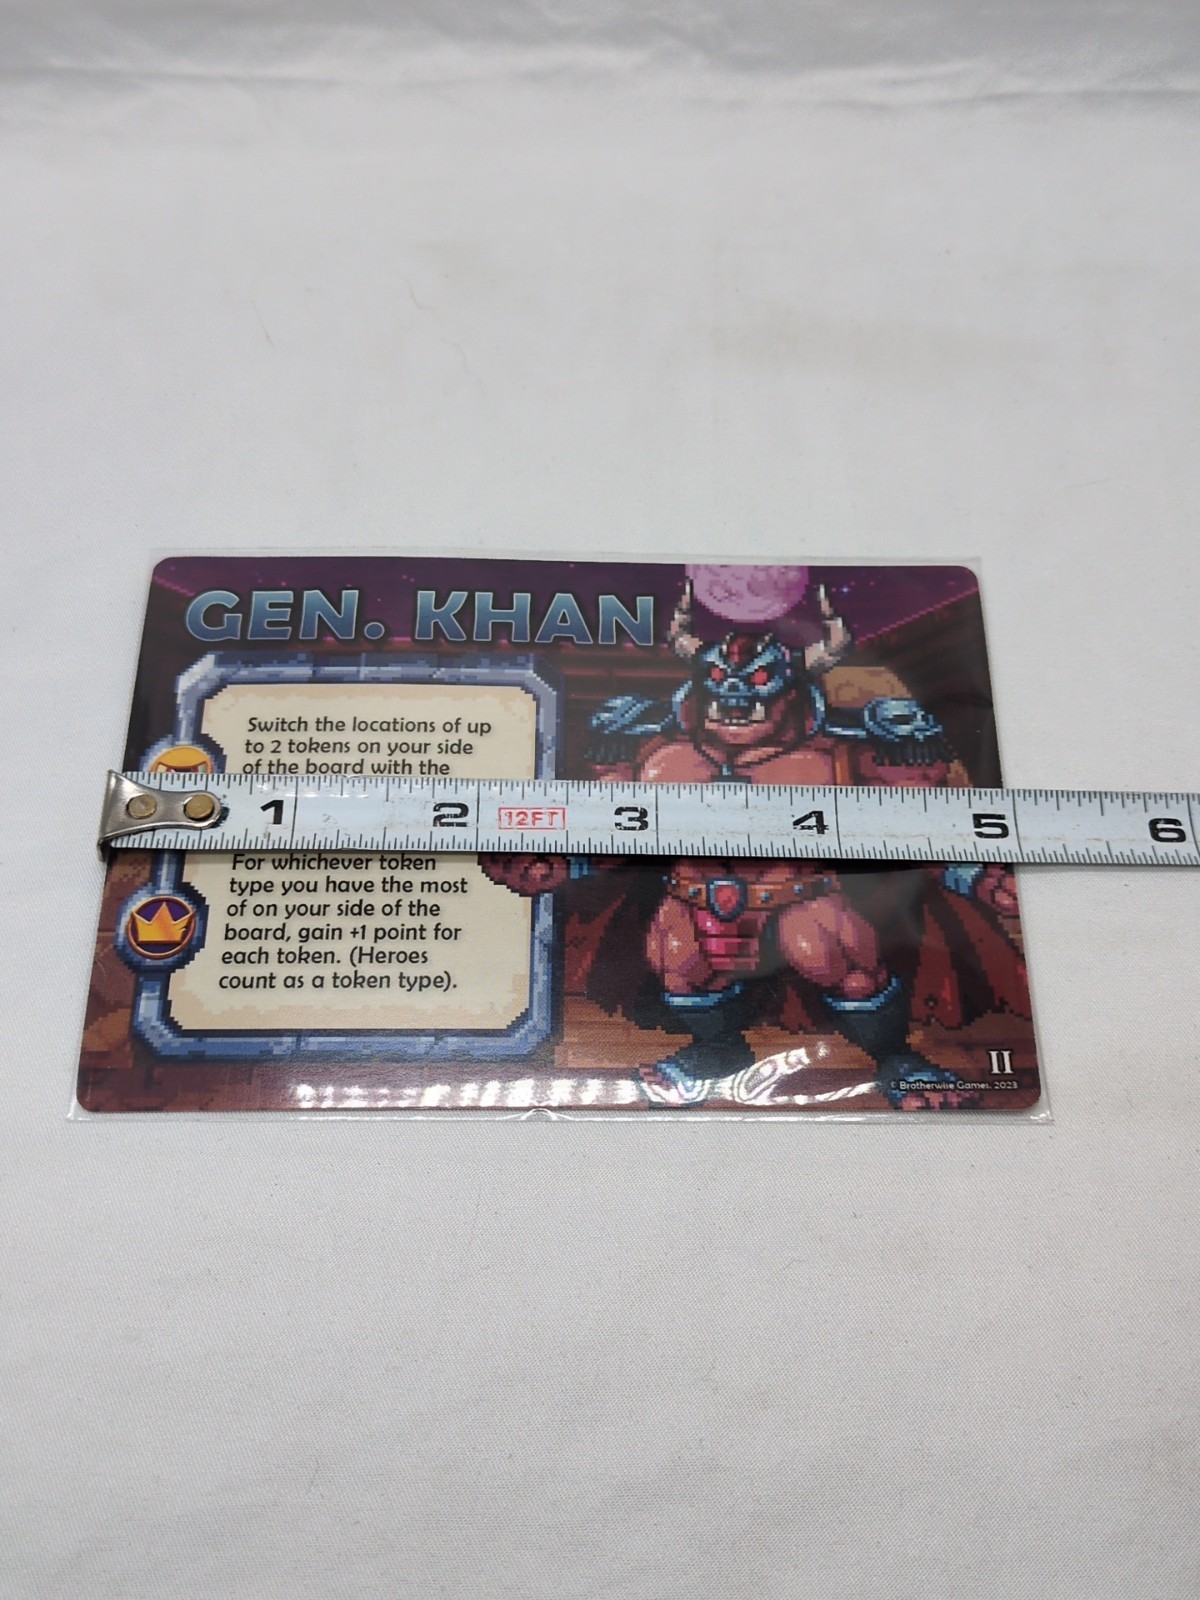 GEN. KHAN
Switch the locations of up
to 2 tokens on your side
of the board with the
1 2 12FT 3 4 5 6
For whichever token
type you have the most
of on your side of the
board, gain +1 point for
each token. (Heroes
count as a token type).
II
© Brotherwise Games. 2023